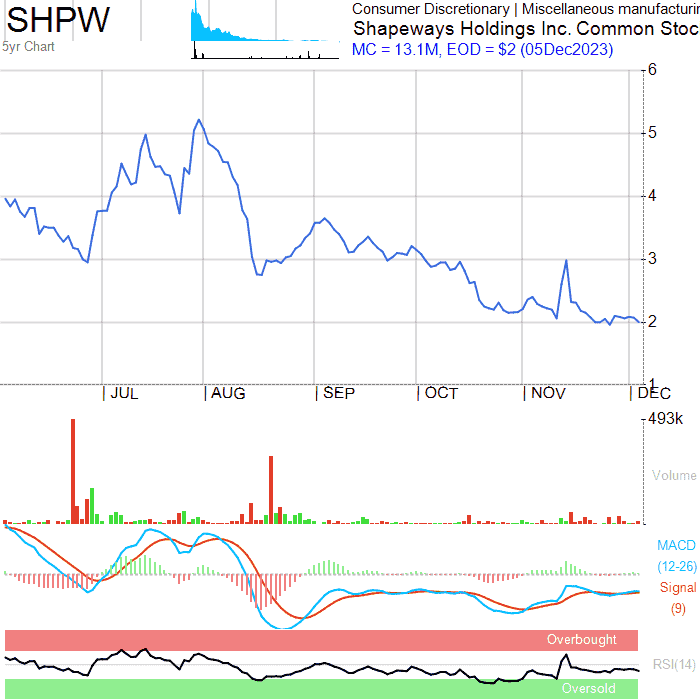 SHPW
5yr Chart
Consumer Discretionary | Miscellaneous manufacturin
Shapeways Holdings Inc. Common Stoc
MC = 13.1M, EOD = $2 (05Dec2023)
6
5
4
3
2
1
| JUL | AUG | SEP | OCT | NOV | DEC
493k
Volume
MACD
(12-26)
Signal
(9)
Overbought
RSI(14)
Oversold